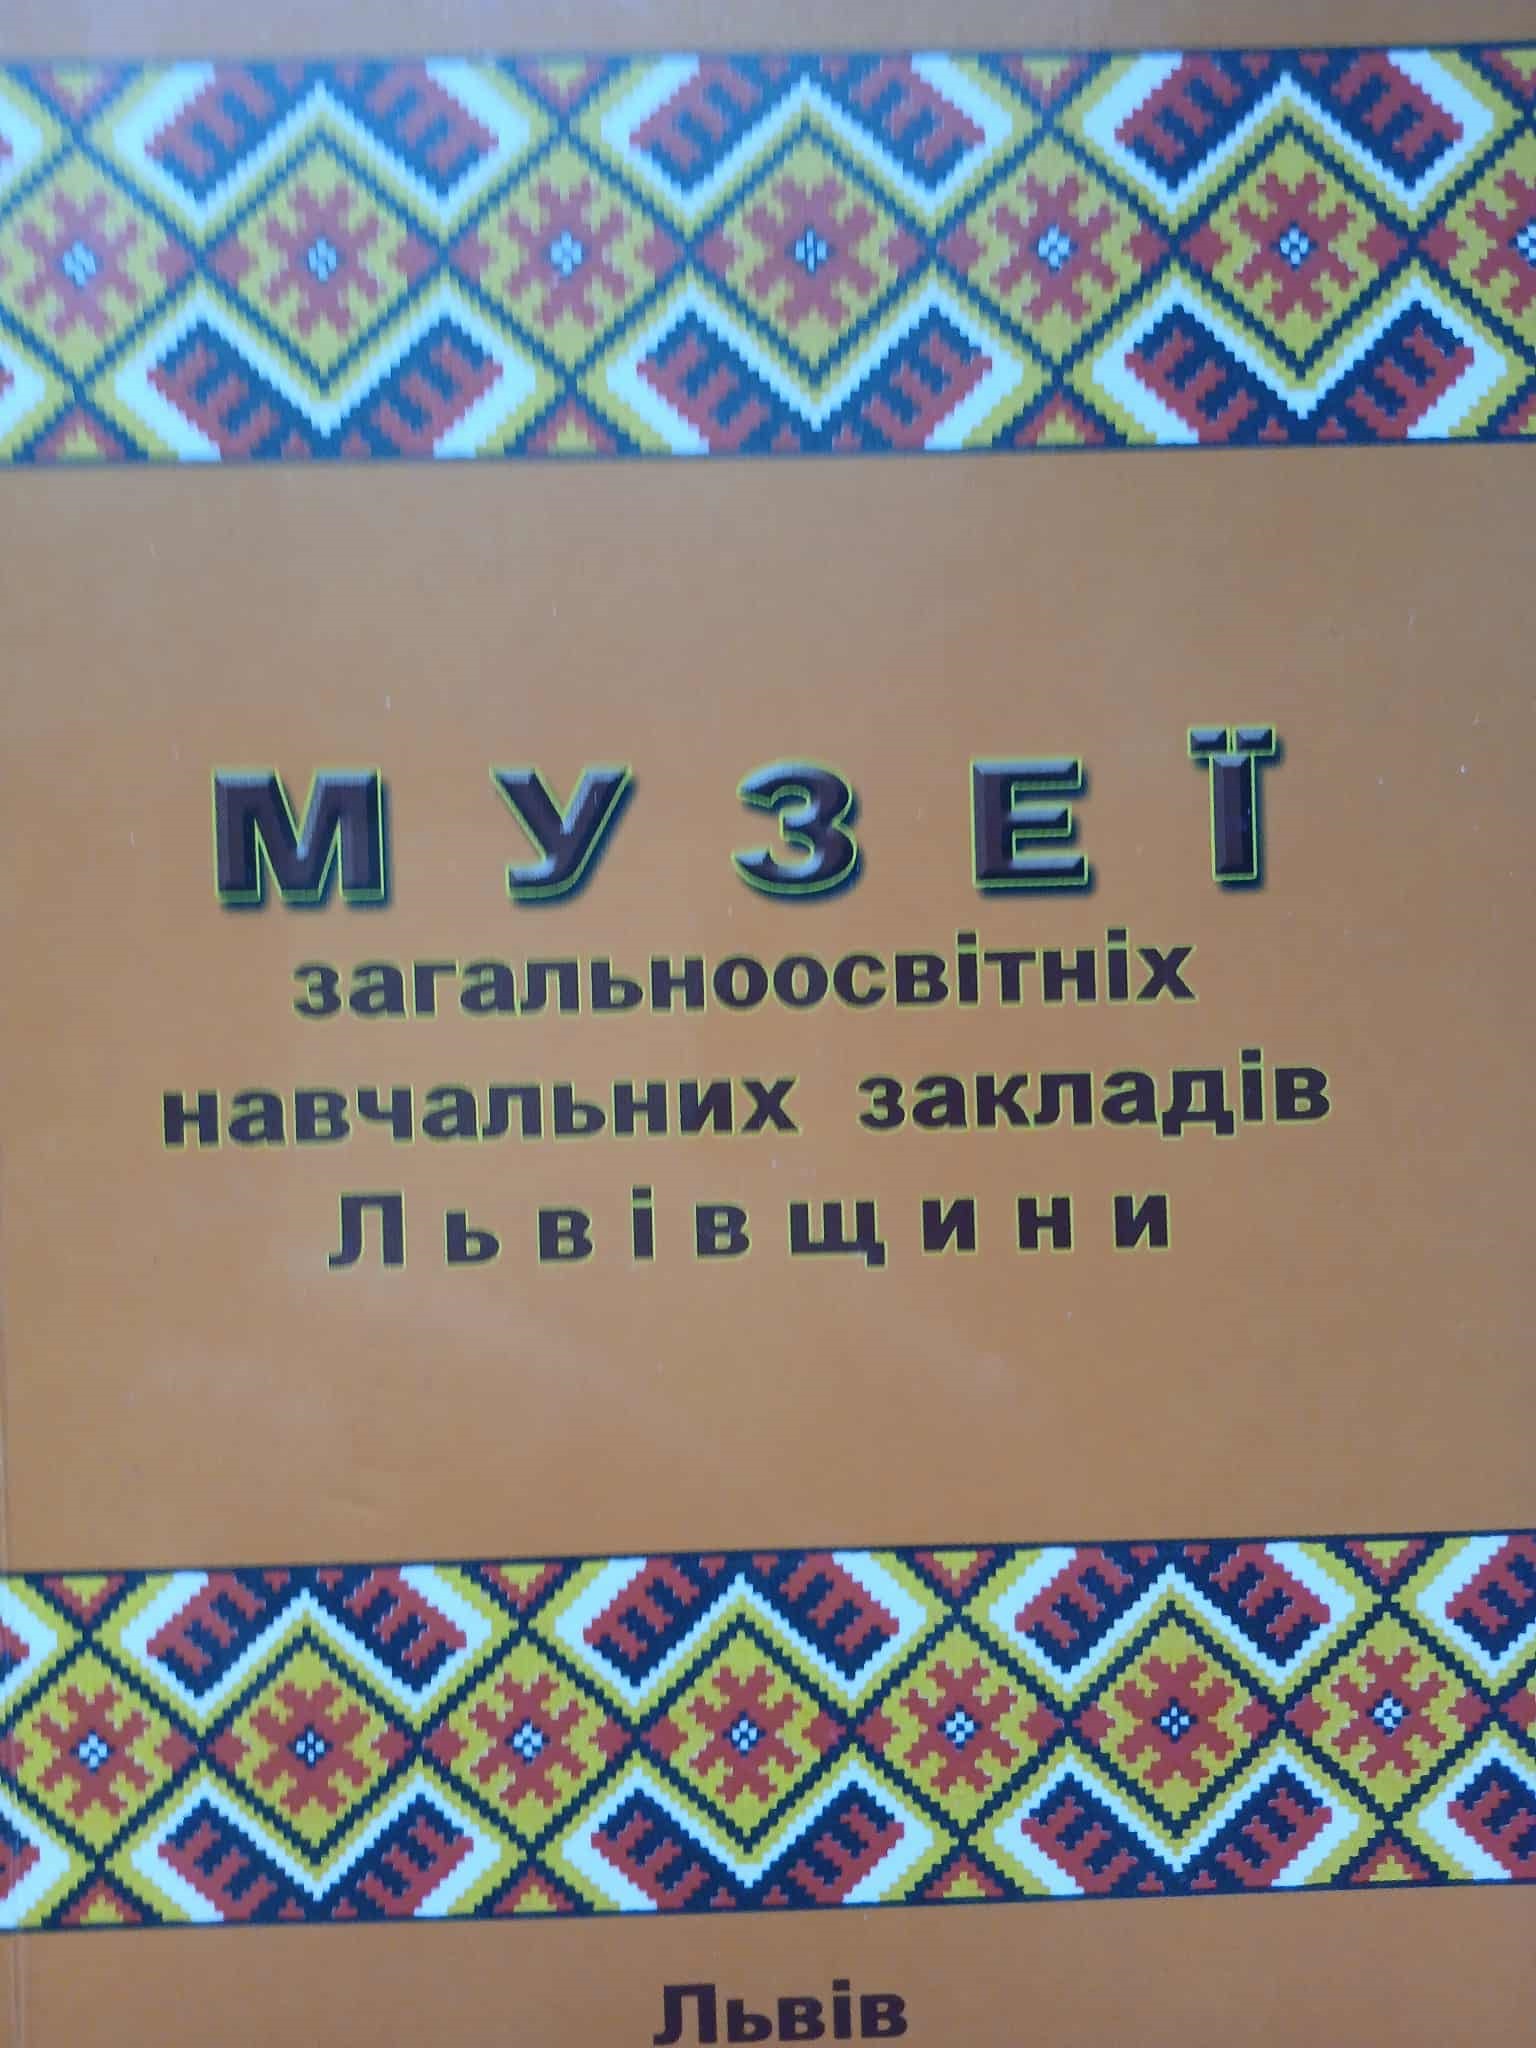 МУЗЕЇ
загальноосвітніх
навчальних закладів
Львівщини
Львів